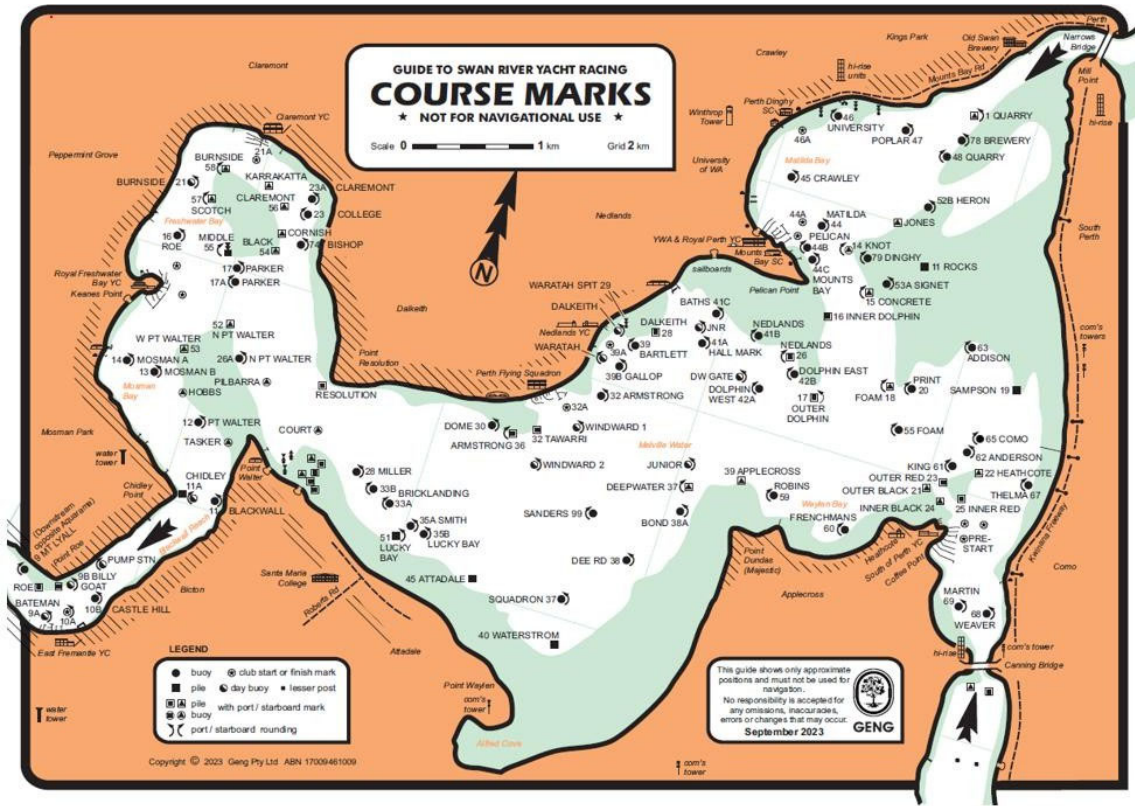 GUIDE TO SWAN RIVER YACHT RACING
COURSE MARKS
★ NOT FOR NAVIGATIONAL USE ★
Scale 0 1 km Grid 2 km
N
Claremont
Claremont YC
Peppermint Grove
21A
BURNSIDE
58
KARRAKATTA
BURNSIDE
21
23A CLAREMONT
CLAREMONT
56
57
SCOTCH
23 COLLEGE
Freshwater Bay
16
ROE
MIDDLE
55
BLACK
54
CORNISH
74 BISHOP
17 PARKER
17A PARKER
Royal Freshwater
Bay YC
Keanes Point
52
N PT WALTER
W PT WALTER
53
14 MOSMAN A
13 MOSMAN B
26A N PT WALTER
Mosman
Bay
PILBARRA
HOBBS
RESOLUTION
12 PT WALTER
TASKER
COURT
Mosman Park
water
tower
Chidley
Point
CHIDLEY
11A
11
BLACKWALL
Point
Walter
Blackwall Reach
(Downstream
opposite Aquarama)
8 MT LYALL
Point Roe
PUMP STN
ROE
9B BILLY
GOAT
BATEMAN
9A
10A
10B
CASTLE HILL
East Fremantle YC
Bicton
Santa Maria
College
Roberts Rd
Attadale
Dalkeith
Point
Resolution
Nedlands
Perth Flying Squadron
Nedlands YC
WARATAH SPIT 29
DALKEITH
WARATAH
DALKEITH
28
39A
39
BARTLETT
39B GALLOP
BATHS 41C
JNR
41A
HALL MARK
NEDLANDS
41B
NEDLANDS
26
DW GATE
DOLPHIN
WEST 42A
DOLPHIN EAST
42B
17
OUTER
DOLPHIN
32 ARMSTRONG
32A
DOME 30
ARMSTRONG 36
32 TAWARRI
WINDWARD 1
WINDWARD 2
Melville Water
JUNIOR
DEEPWATER 37
39 APPLECROSS
ROBINS
59
BOND 38A
SANDERS 99
28 MILLER
33B
BRICKLANDING
33A
35A SMITH
35B
LUCKY BAY
51
LUCKY
BAY
45 ATTADALE
DEE RD 38
SQUADRON 37
40 WATERSTROM
Point Waylen
com's
tower
Alfred Cove
Point
Dundas
(Majestic)
Applecross
Waylen Bay
FRENCHMANS
60
Heathcote
South of Perth YC
Coffee Point
Kings Park
Crawley
Old Swan
Brewery
Perth
Narrows
Bridge
Mill
Point
hi-rise
units
Mounts Bay Rd
hi-rise
Perth Dinghy
SC
Winthrop
Tower
46
UNIVERSITY
46A
POPLAR 47
1 QUARRY
78 BREWERY
48 QUARRY
Matilda Bay
University
of WA
45 CRAWLEY
52B HERON
44A
MATILDA
44
JONES
YWA & Royal Perth YC
Mounts
Bay SC
PELICAN
44B
14 KNOT
79 DINGHY
44C
MOUNTS
BAY
11 ROCKS
53A SIGNET
15 CONCRETE
sailboards
Pelican Point
16 INNER DOLPHIN
South
Perth
com's
towers
63
ADDISON
PRINT
20
SAMPSON 19
FOAM 18
55 FOAM
65 COMO
62 ANDERSON
KING 61
22 HEATHCOTE
OUTER RED 23
OUTER BLACK 21
THELMA 67
INNER BLACK 24
25 INNER RED
PRE-
START
Kwinana Freeway
Como
MARTIN
69
68
WEAVER
hi-rise
com's tower
Canning Bridge
com's
tower
water
tower
LEGEND
buoy
club start or finish mark
pile
day buoy
lesser post
pile
with port / starboard mark
buoy
port / starboard rounding
This guide shows only approximate
positions and must not be used for
navigation.
No responsibility is accepted for
any omissions, inaccuracies,
errors or changes that may occur.
September 2023
GENG
Copyright © 2023 Geng Pty Ltd ABN 17009461009